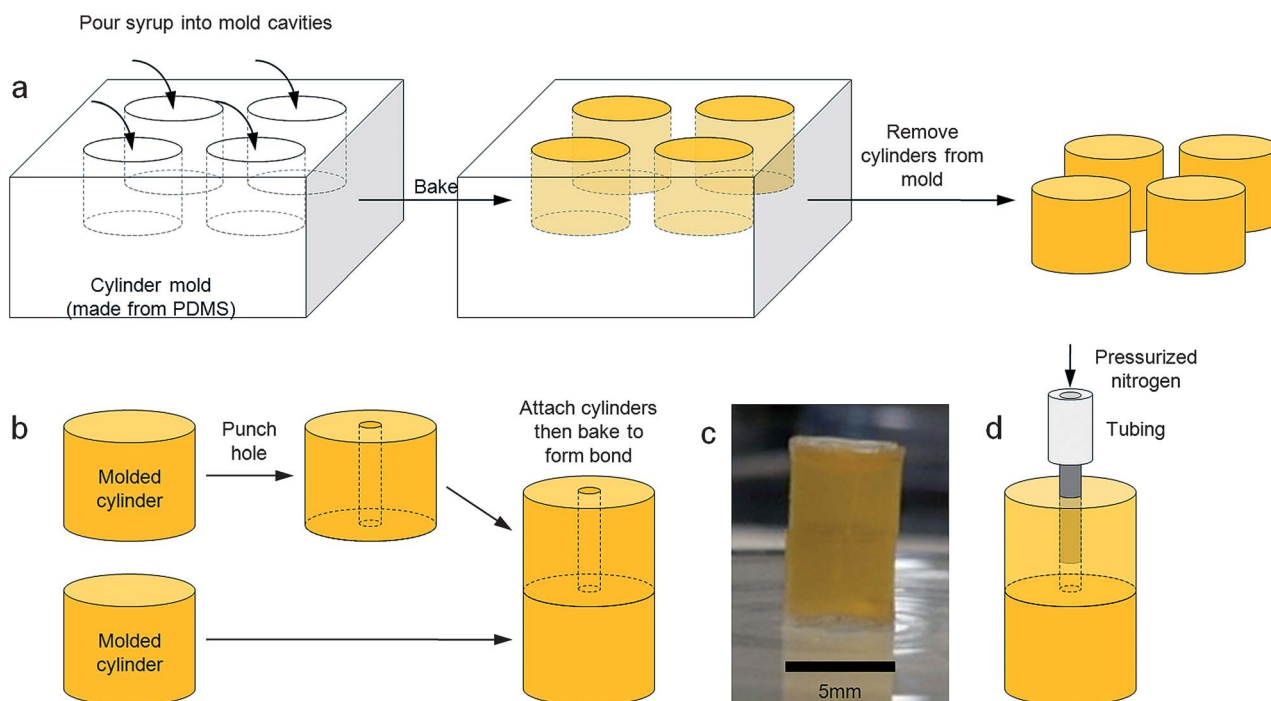 Pour syrup into mold cavities
a
Bake
Remove
cylinders from
mold
Cylinder mold
(made from PDMS)
b
Molded
cylinder
Punch
hole
Attach cylinders
then bake to
form bond
Molded
cylinder
c
5mm
d
Pressurized
nitrogen
Tubing